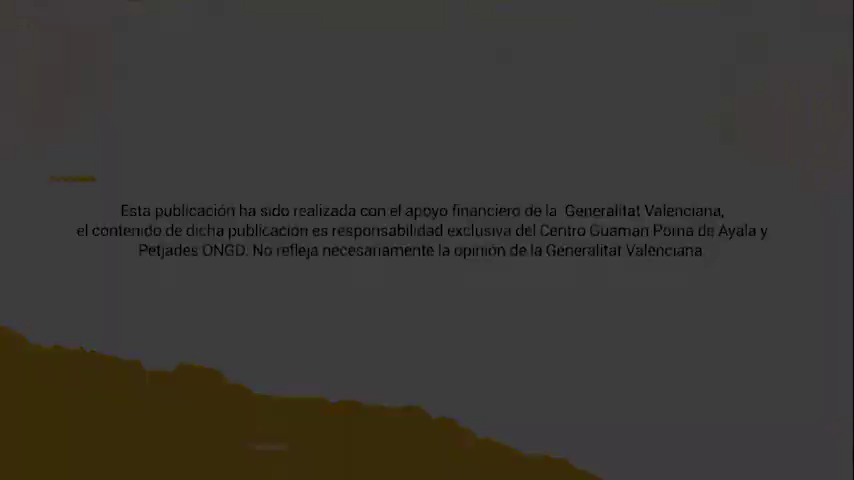 Esta publicación ha sido realizada con el apoyo financiero de la Generalitat Valenciana,
el contenido de dicha publicación es responsabilidad exclusiva del Centro Guaman Poma de Ayala y
Petjades ONGD. No refleja necesariamente la opinión de la Generalitat Valenciana